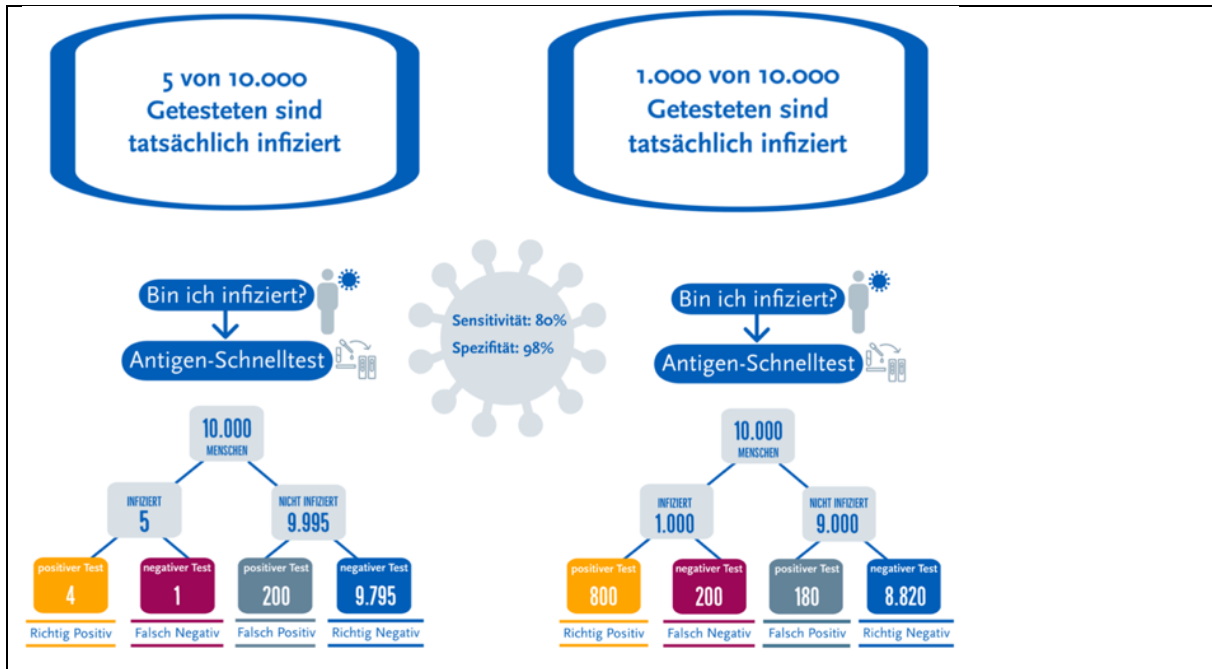 5 von 10.000
Getesteten sind
tatsächlich infiziert
1.000 von 10.000
Getesteten sind
tatsächlich infiziert
Bin ich infiziert?
Antigen-Schnelltest
Sensitivität: 80%
Spezifität: 98%
Bin ich infiziert?
Antigen-Schnelltest
10.000
MENSCHEN
INFIZIERT
5
NICHT INFIZIERT
9.995
positiver Test
4
negativer Test
1
positiver Test
200
negativer Test
9.795
Richtig Positiv
Falsch Negativ
Falsch Positiv
Richtig Negativ
10.000
MENSCHEN
INFIZIERT
1.000
NICHT INFIZIERT
9.000
positiver Test
800
negativer Test
200
positiver Test
180
negativer Test
8.820
Richtig Positiv
Falsch Negativ
Falsch Positiv
Richtig Negativ